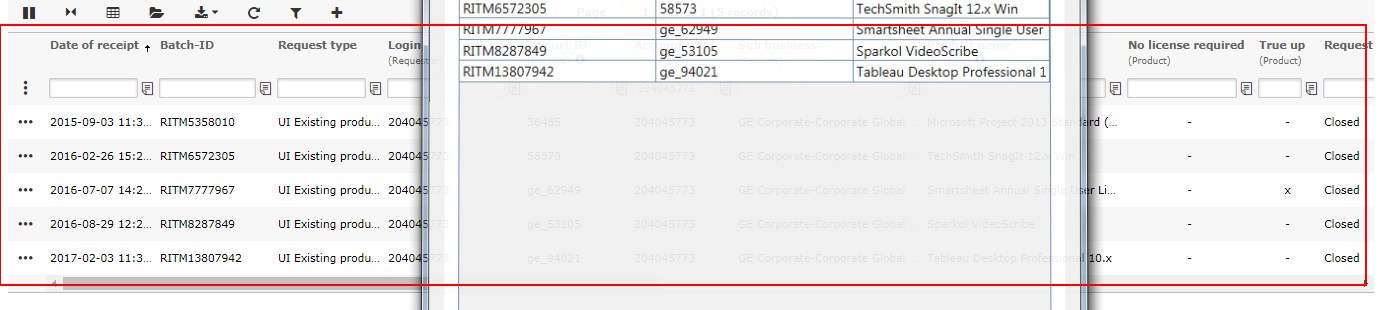 Page 1 1 (5 records)
RITM6572305 58573 TechSmith SnagIt 12.x Win
RITM7777967 ge_62949 Smartsheet Annual Single User
RITM8287849 ge_53105 Sparkol VideoScribe
RITM13807942 ge_94021 Tableau Desktop Professional 1
Date of receipt Batch-ID Request type Login No license required True up Request
(Reques (Product) (Product)
2015-09-03 11:3... RITM5358010 UI Existing produ... 204045773 36485 204045773 GE Corporate-Corporate Global ... Microsoft Project 2013 Standard (... - - Closed
2016-02-26 15:2... RITM6572305 UI Existing produ... 204045773 58573 204045773 GE Corporate-Corporate Global ... TechSmith SnagIt 12.x Win - - Closed
2016-07-07 14:2... RITM7777967 UI Existing produ... 204045773 ge_62949 204045773 GE Corporate-Corporate Global ... Smartsheet Annual Single User Li... - x Closed
2016-08-29 12:2... RITM8287849 UI Existing produ... 204045773 ge_53105 204045773 GE Corporate-Corporate Global ... Sparkol VideoScribe - - Closed
2017-02-03 11:3... RITM13807942 UI Existing produ... 204045773 ge_94021 204045773 GE Corporate-Corporate Global ... Tableau Desktop Professional 10.x - - Closed